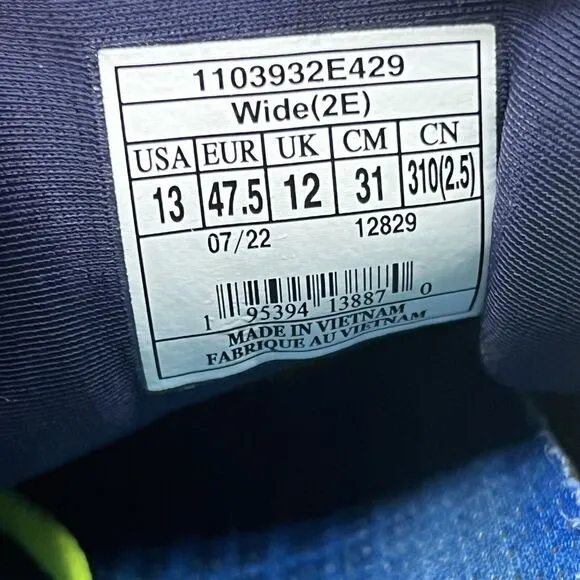 1103932E429
Wide(2E)
USA EUR UK CM CN
13 47.5 12 31 310(2.5)
07/22 12829
1 95394 13887 0
MADE IN VIETNAM
FABRIQUE AU VIETNAM